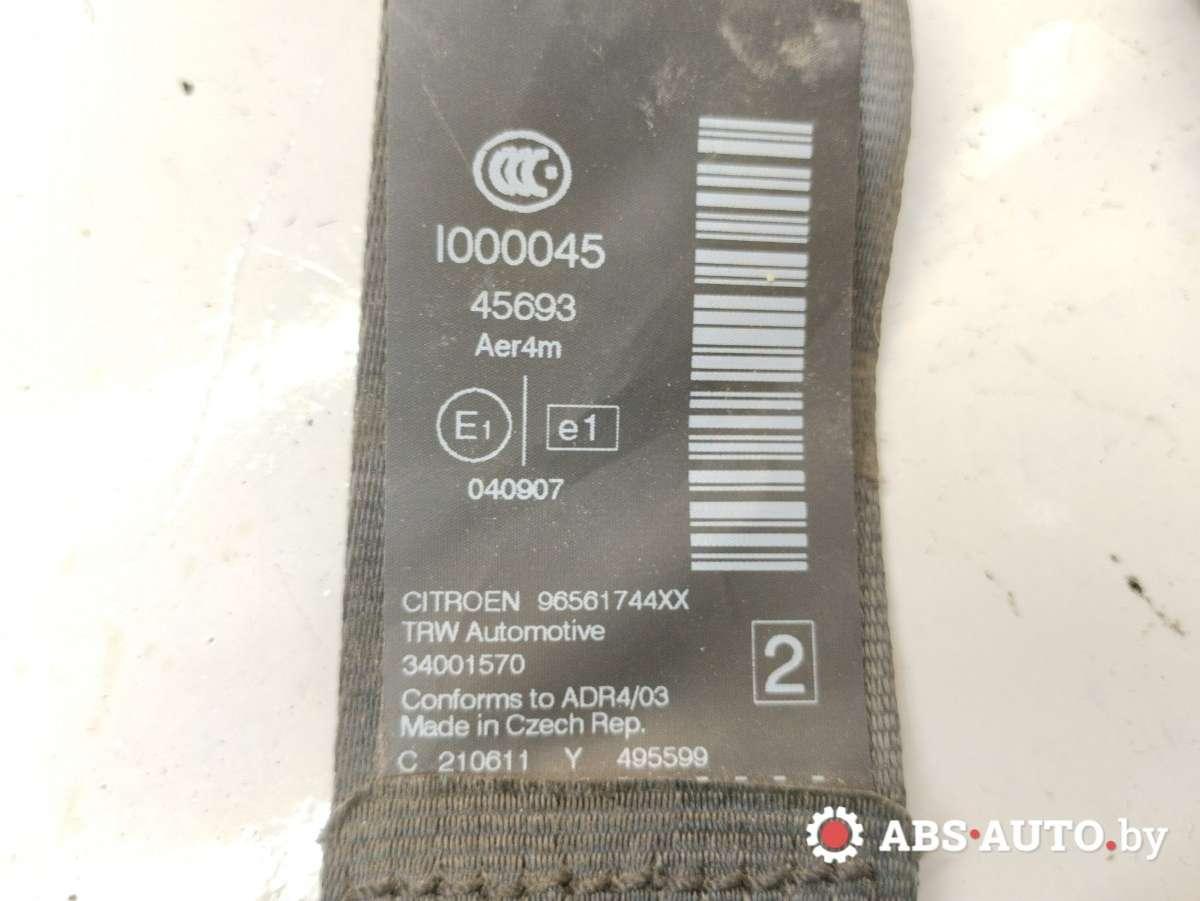 CCC
I000045
45693
Aer4m
E1 e1
040907
CITROEN 96561744XX
TRW Automotive
34001570
2
Conforms to ADR4/03
Made in Czech Rep.
C 210611 Y 495599
ABS-AUTO.by